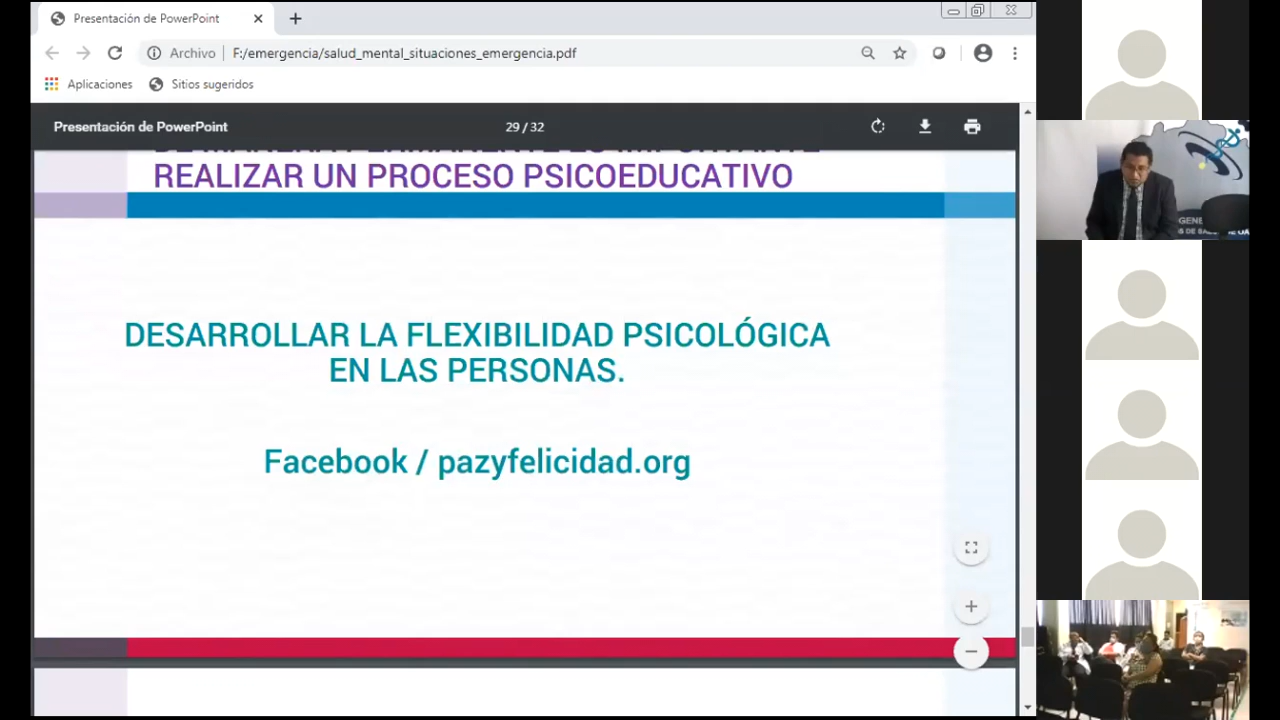 Presentación de PowerPoint
Archivo
F:/emergencia/salud_mental_situaciones_emergencia.pdf
Aplicaciones
Sitios sugeridos
Presentación de PowerPoint
29 / 32
REALIZAR UN PROCESO PSICOEDUCATIVO
DESARROLLAR LA FLEXIBILIDAD PSICOLÓGICA
EN LAS PERSONAS.
Facebook / pazyfelicidad.org